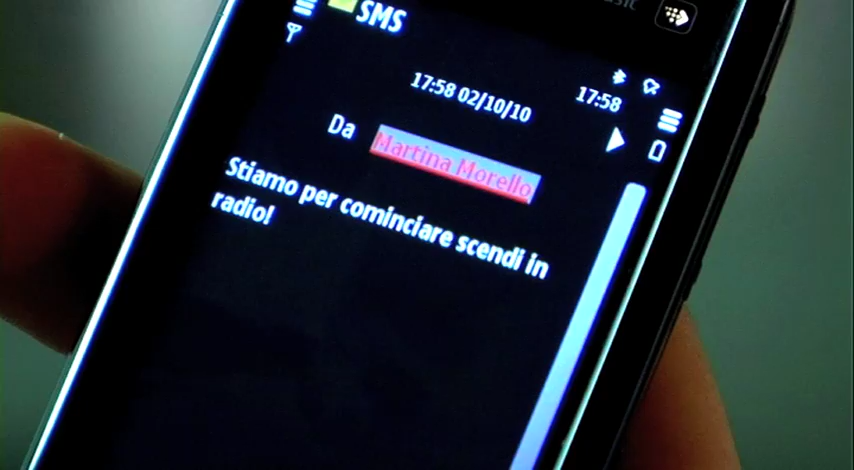 SMS
17:58 02/10/10
17:58
Da Martina Morello
Stiamo per cominciare scendi in
radio!